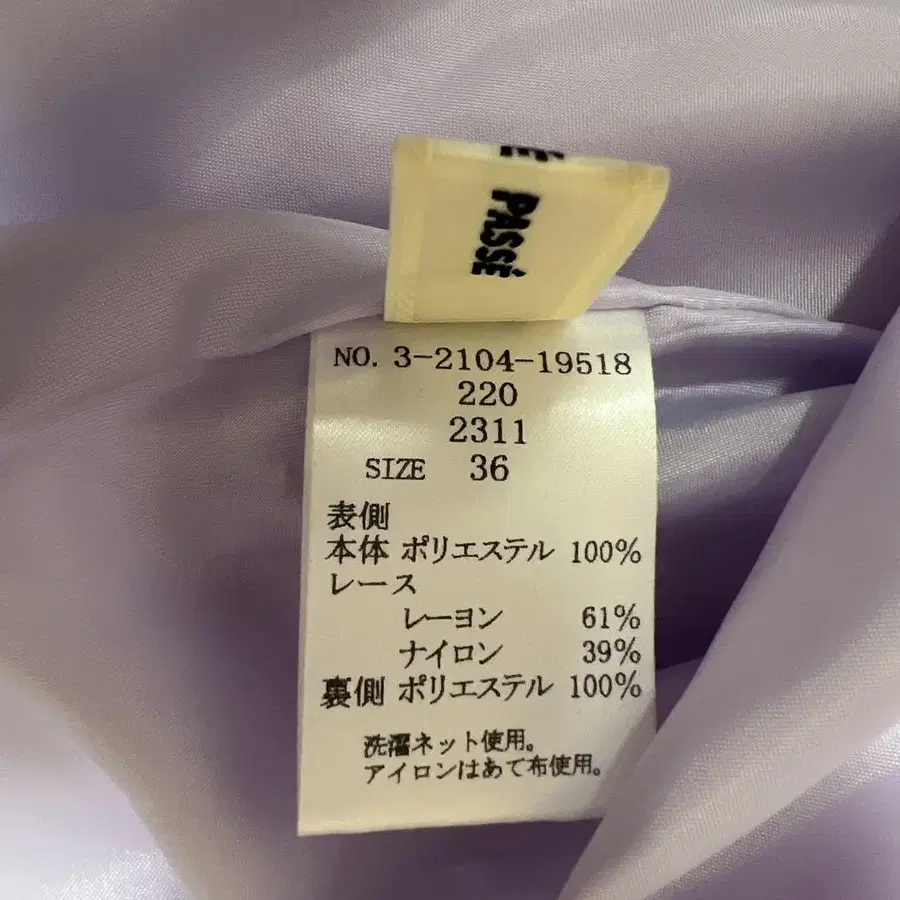 PASSÉ
NO. 3-2104-19518
220
2311
SIZE 36
表側
本体 ポリエステル 100%
レース
レーヨン 61%
ナイロン 39%
裏側 ポリエステル 100%
洗濯ネット使用。
アイロンはあて布使用。